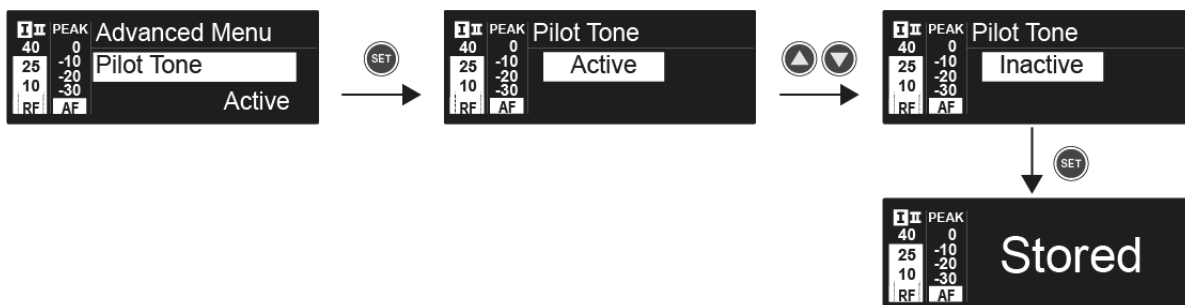 I II PEAK Advanced Menu
40 0
25 -10 Pilot Tone
-20
10 -30
RF AF Active
SET
I II PEAK Pilot Tone
40 0
25 -10 Active
-20
10 -30
RF AF
I II PEAK Pilot Tone
40 0
25 -10 Inactive
-20
10 -30
RF AF
SET
I II PEAK
40 0
25 -10 Stored
-20
10 -30
RF AF